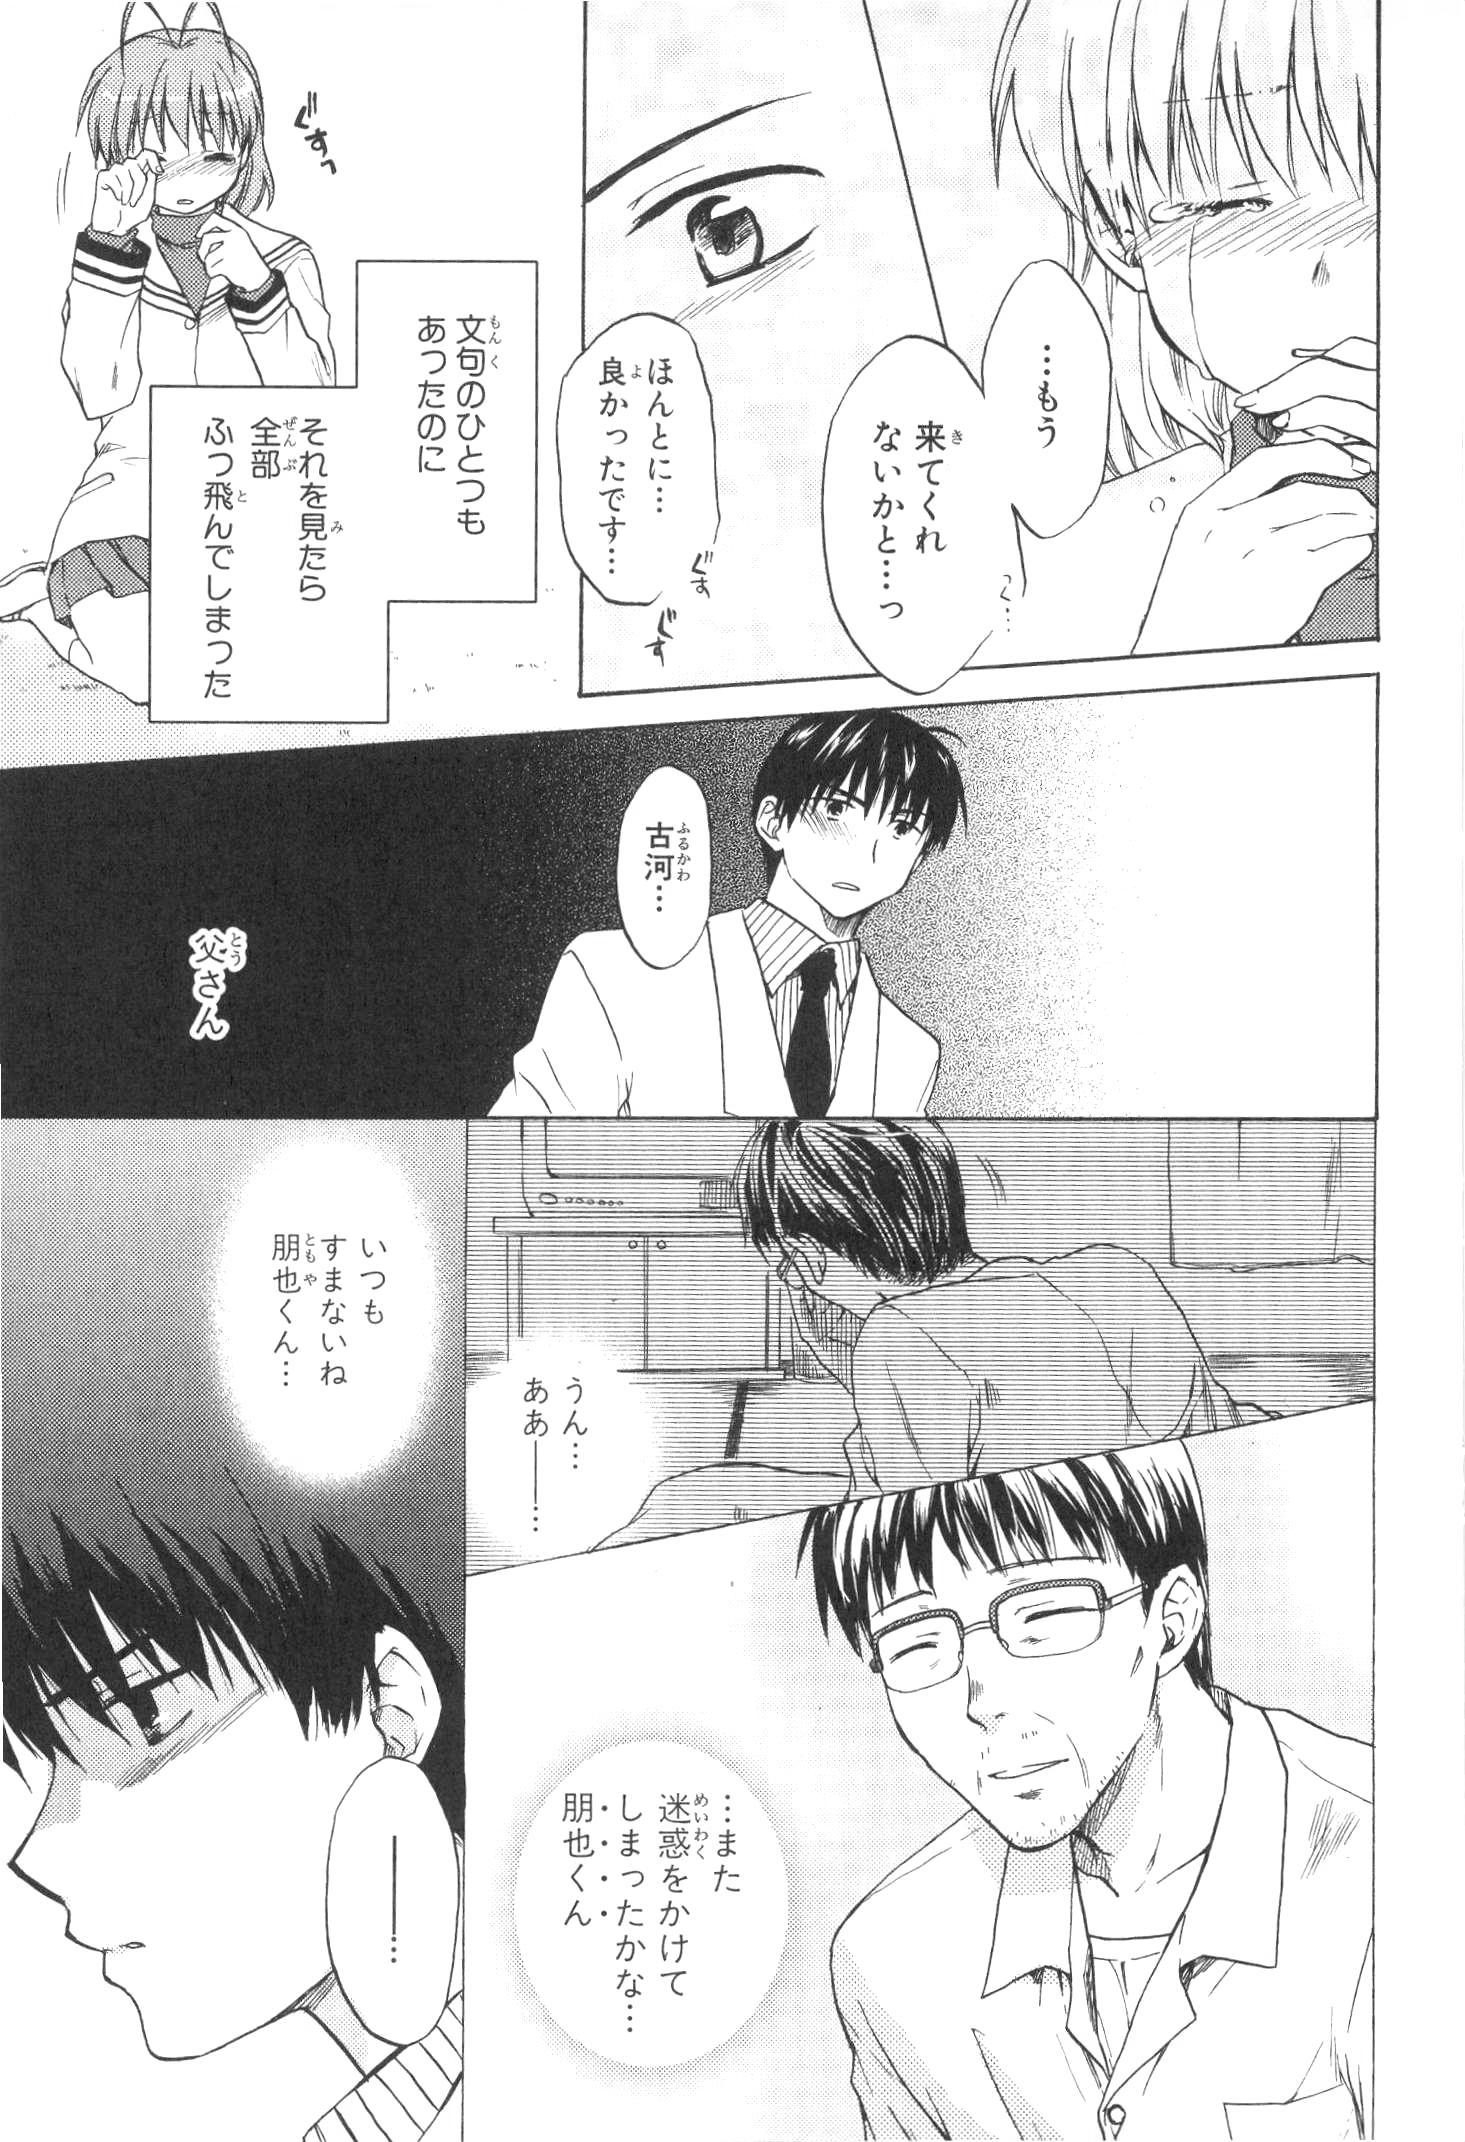 …もう
来てくれ
ないかと…っ
く…
ほんとに…
良かったです…
ぐす
ぐす
ぐすっ
文句のひとつも
あったのに
それを見たら
全部
ふっ飛んでしまった
古河…
父さん
うん…
ああ――…
いつも
すまないね
朋也くん…
…また
迷惑をかけて
しまったかな…
朋也くん
――…